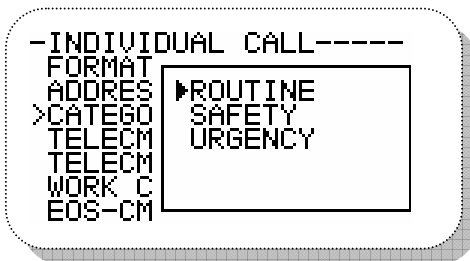 -INDIVIDUAL CALL-----
FORMAT
ADDRES ▶ROUTINE
>CATEGO SAFETY
TELECM URGENCY
TELECM
WORK C
EOS-CM